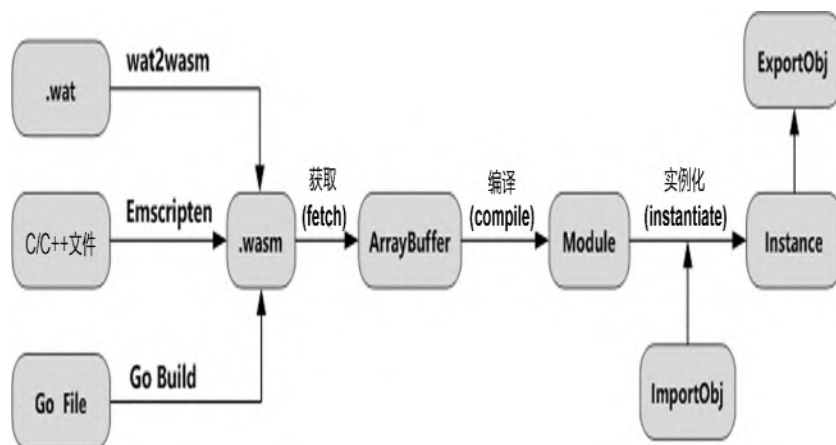 ExportObj
wat2wasm
.wat
获取
编译
实例化
Emscripten
(fetch)
(compile)
(instantiate)
C/C++文件
.wasm
ArrayBuffer
Module
Instance
Go Build
Go File
ImportObj